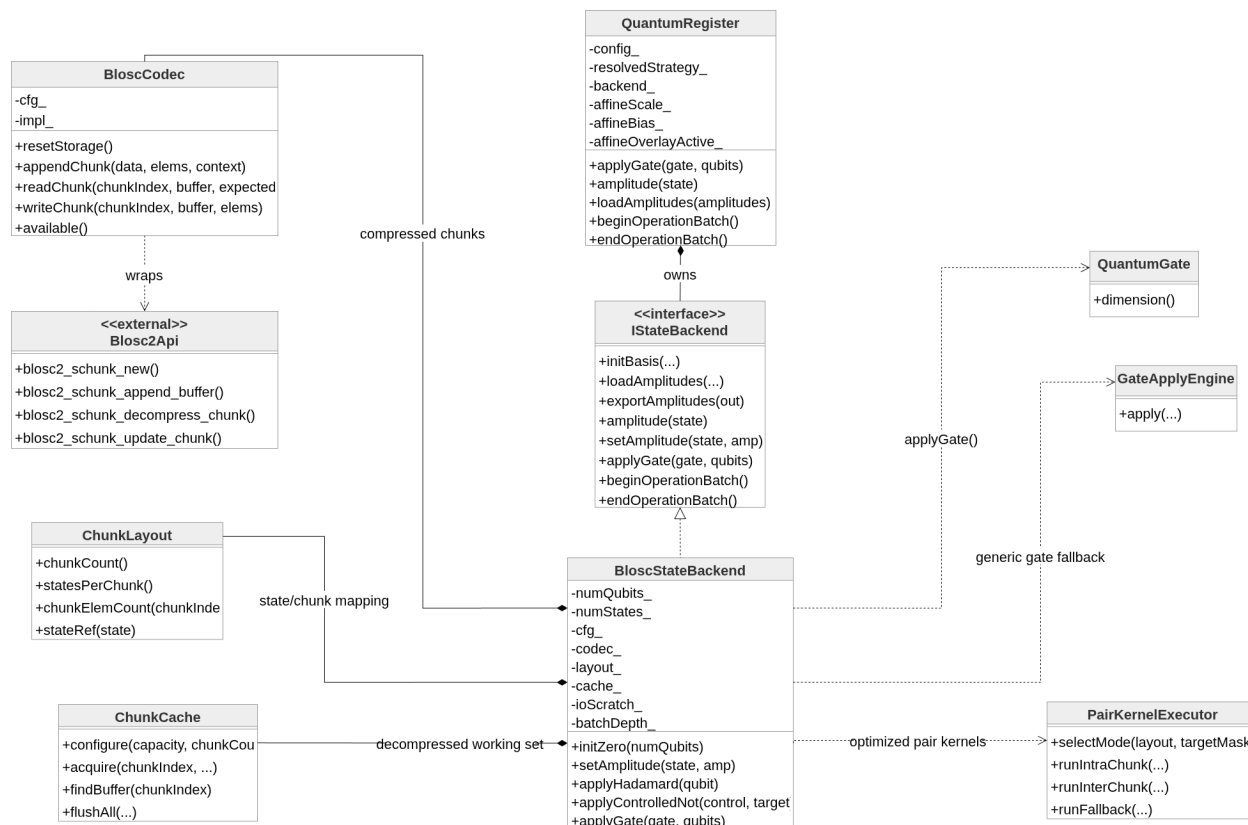 QuantumRegister
-config_
-resolvedStrategy_
-backend_
-affineScale_
-affineBias_
-affineOverlayActive_
+applyGate(gate, qubits)
+amplitude(state)
+loadAmplitudes(amplitudes)
+beginOperationBatch()
+endOperationBatch()
BloscCodec
-cfg_
-impl_
+resetStorage()
+appendChunk(data, elems, context)
+readChunk(chunkIndex, buffer, expected
+writeChunk(chunkIndex, buffer, elems)
+available()
compressed chunks
wraps
owns
<<external>>
Blosc2Api
+blosc2_schunk_new()
+blosc2_schunk_append_buffer()
+blosc2_schunk_decompress_chunk()
+blosc2_schunk_update_chunk()
<<interface>>
IStateBackend
+initBasis(...)
+loadAmplitudes(...)
+exportAmplitudes(out)
+amplitude(state)
+setAmplitude(state, amp)
+applyGate(gate, qubits)
+beginOperationBatch()
+endOperationBatch()
QuantumGate
+dimension()
GateApplyEngine
+apply(...)
applyGate()
generic gate fallback
ChunkLayout
+chunkCount()
+statesPerChunk()
+chunkElemCount(chunkInde
+stateRef(state)
state/chunk mapping
BloscStateBackend
-numQubits_
-numStates_
-cfg_
-codec_
-layout_
-cache_
-ioScratch_
-batchDepth_
+initZero(numQubits)
+setAmplitude(state, amp)
+applyHadamard(qubit)
+applyControlledNot(control, target
+applyGate(gate, qubits)
ChunkCache
+configure(capacity, chunkCou
+acquire(chunkIndex, ...)
+findBuffer(chunkIndex)
+flushAll(...)
decompressed working set
optimized pair kernels
PairKernelExecutor
+selectMode(layout, targetMask
+runIntraChunk(...)
+runInterChunk(...)
+runFallback(...)